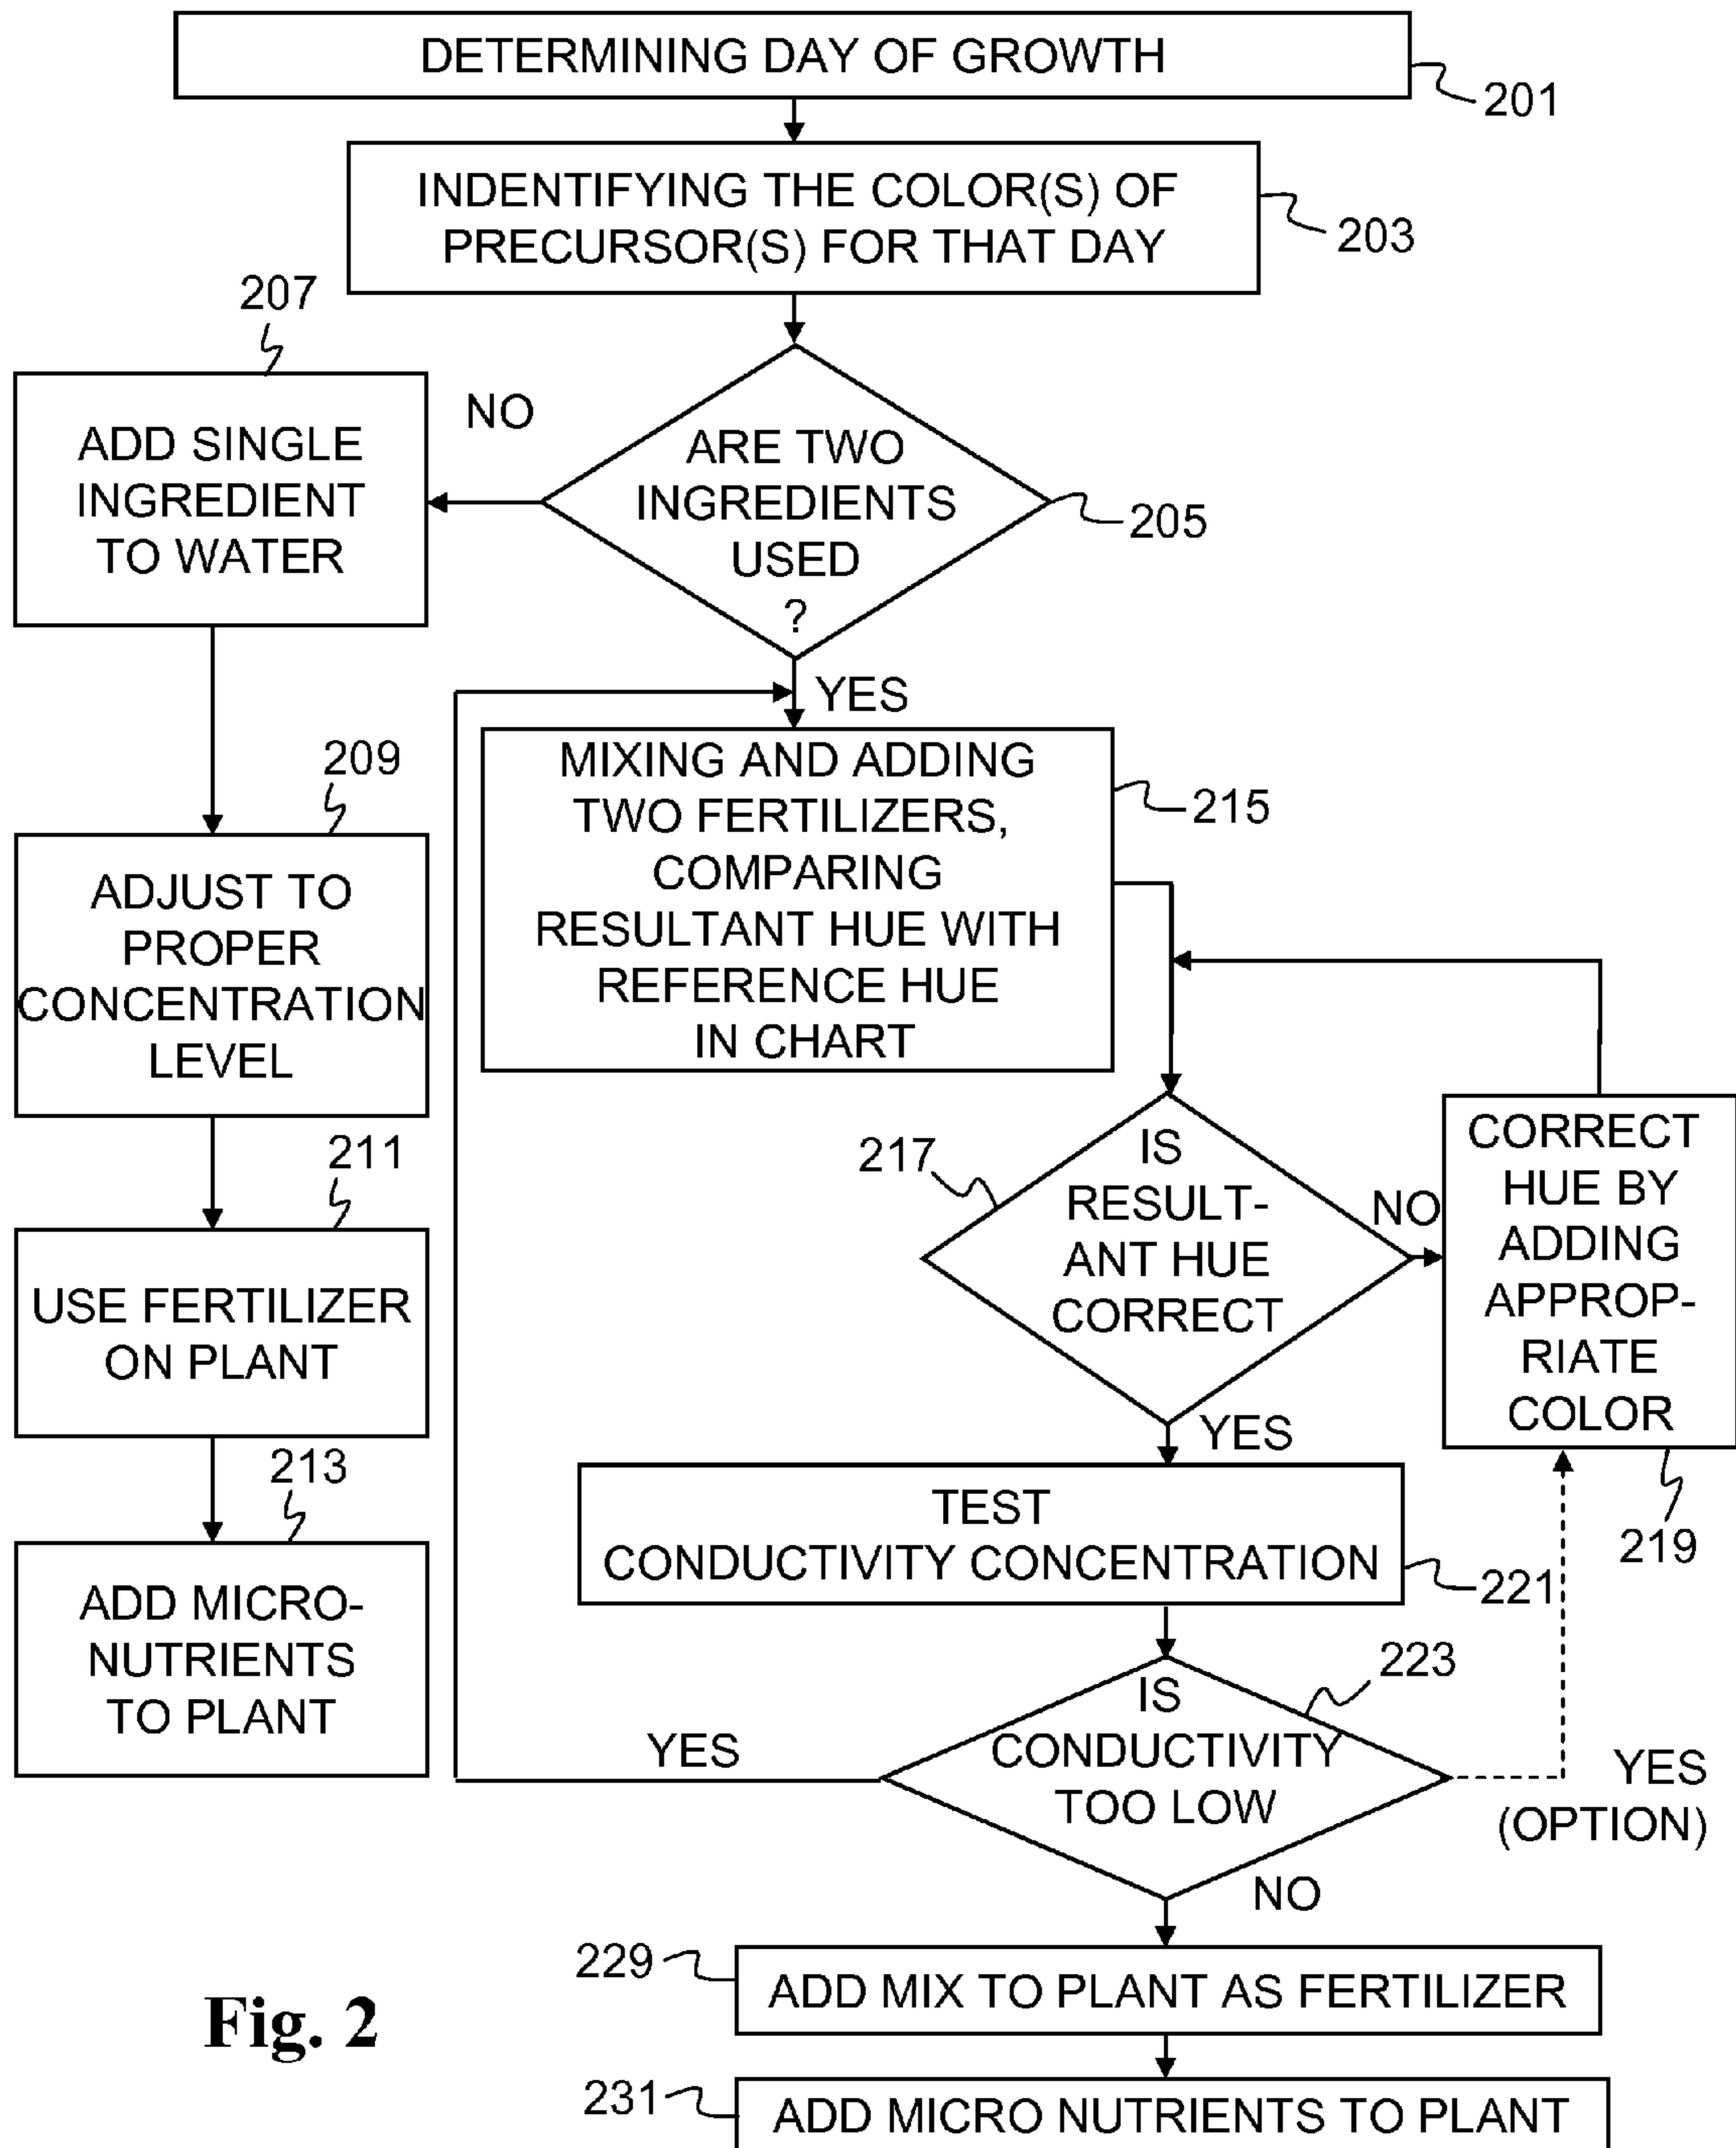 DETERMINING DAY OF GROWTH
201
INDENTIFYING THE COLOR(S) OF
PRECURSOR(S) FOR THAT DAY
203
207
NO
ADD SINGLE
INGREDIENT
TO WATER
ARE TWO
INGREDIENTS
USED
?
205
YES
209
ADJUST TO
PROPER
CONCENTRATION
LEVEL
MIXING AND ADDING
TWO FERTILIZERS,
COMPARING
RESULTANT HUE WITH
REFERENCE HUE
IN CHART
215
211
USE FERTILIZER
ON PLANT
217
IS
RESULT-
ANT HUE
CORRECT
NO
CORRECT
HUE BY
ADDING
APPROP-
RIATE
COLOR
219
YES
213
ADD MICRO-
NUTRIENTS
TO PLANT
TEST
CONDUCTIVITY CONCENTRATION
221
223
IS
CONDUCTIVITY
TOO LOW
YES
YES
(OPTION)
NO
229
ADD MIX TO PLANT AS FERTILIZER
231
ADD MICRO NUTRIENTS TO PLANT
Fig. 2